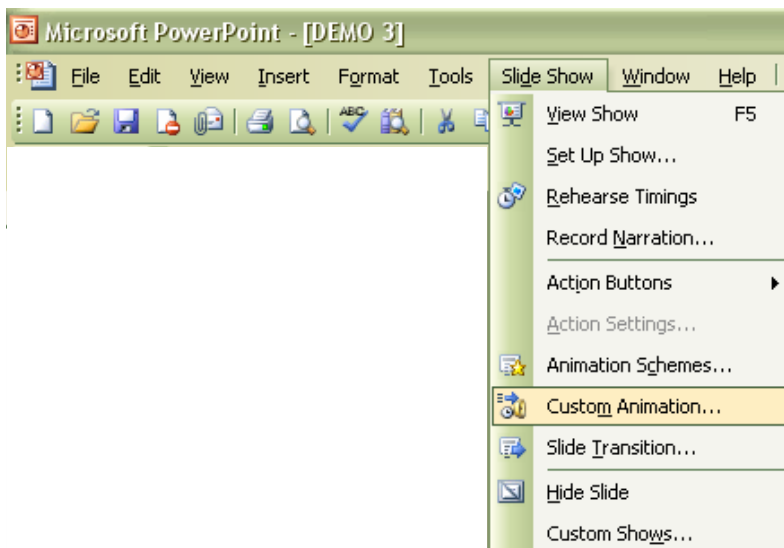 Microsoft PowerPoint - [DEMO 3]
File Edit View Insert Format Tools Slide Show Window Help
ABC
View Show F5
Set Up Show...
Rehearse Timings
Record Narration...
Action Buttons
Action Settings...
Animation Schemes...
Custom Animation...
Slide Transition...
Hide Slide
Custom Shows...